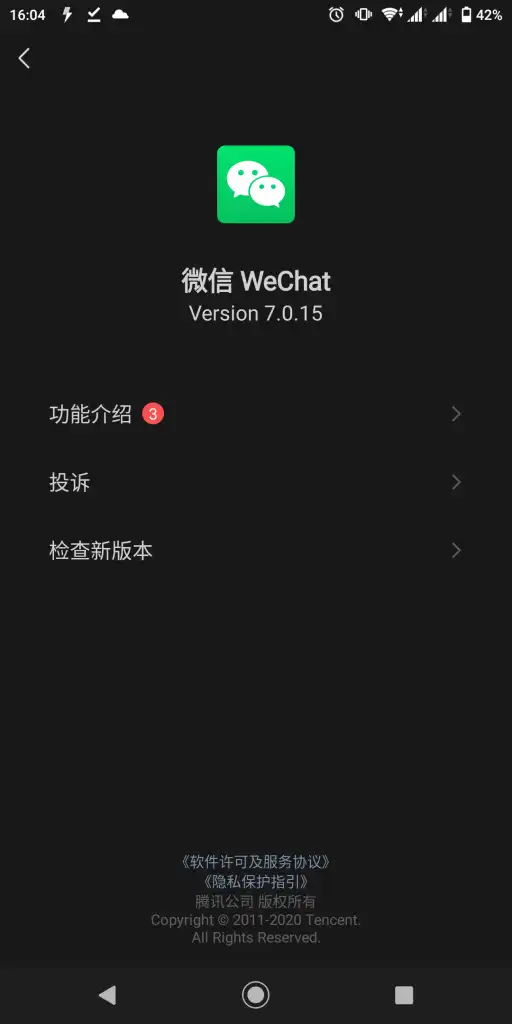 16:04
42%
微信 WeChat
Version 7.0.15
功能介绍 3
投诉
检查新版本
《软件许可及服务协议》
《隐私保护指引》
腾讯公司 版权所有
Copyright © 2011-2020 Tencent.
All Rights Reserved.